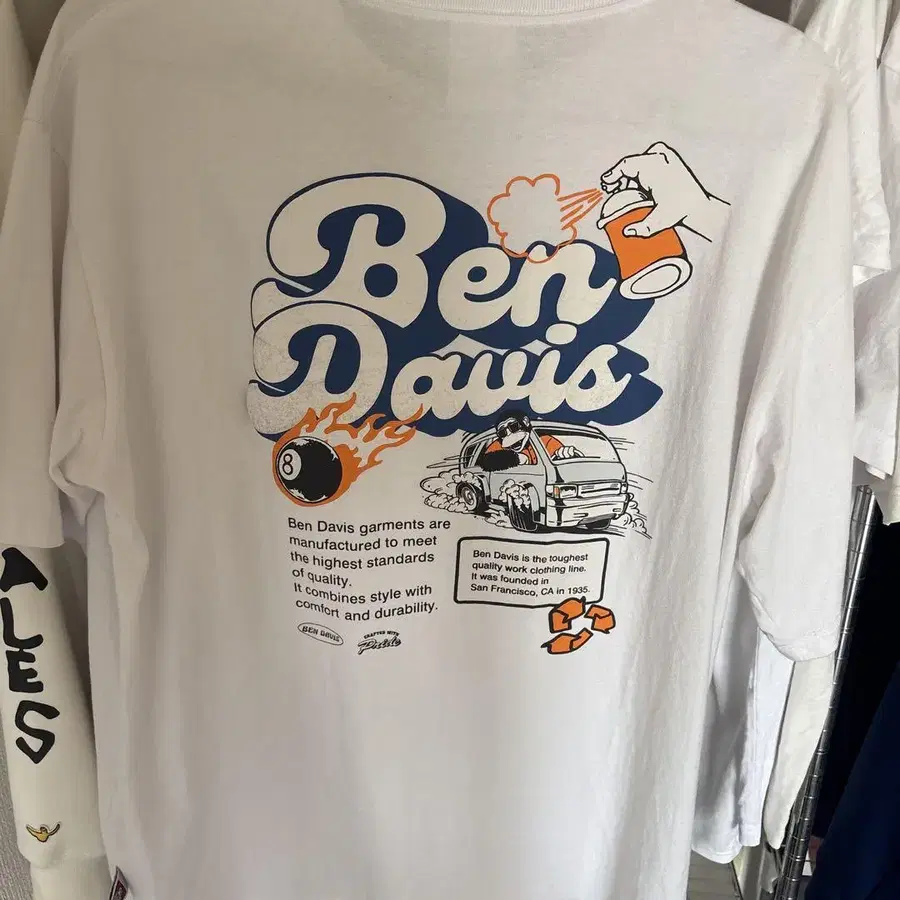 Ben
Davis
8
Ben Davis garments are
manufactured to meet
the highest standards
of quality.
It combines style with
comfort and durability.
BEN DAVIS
CRAFTED WITH
Pride
Ben Davis is the toughest
quality work clothing line.
It was founded in
San Francisco, CA in 1935.
ALES